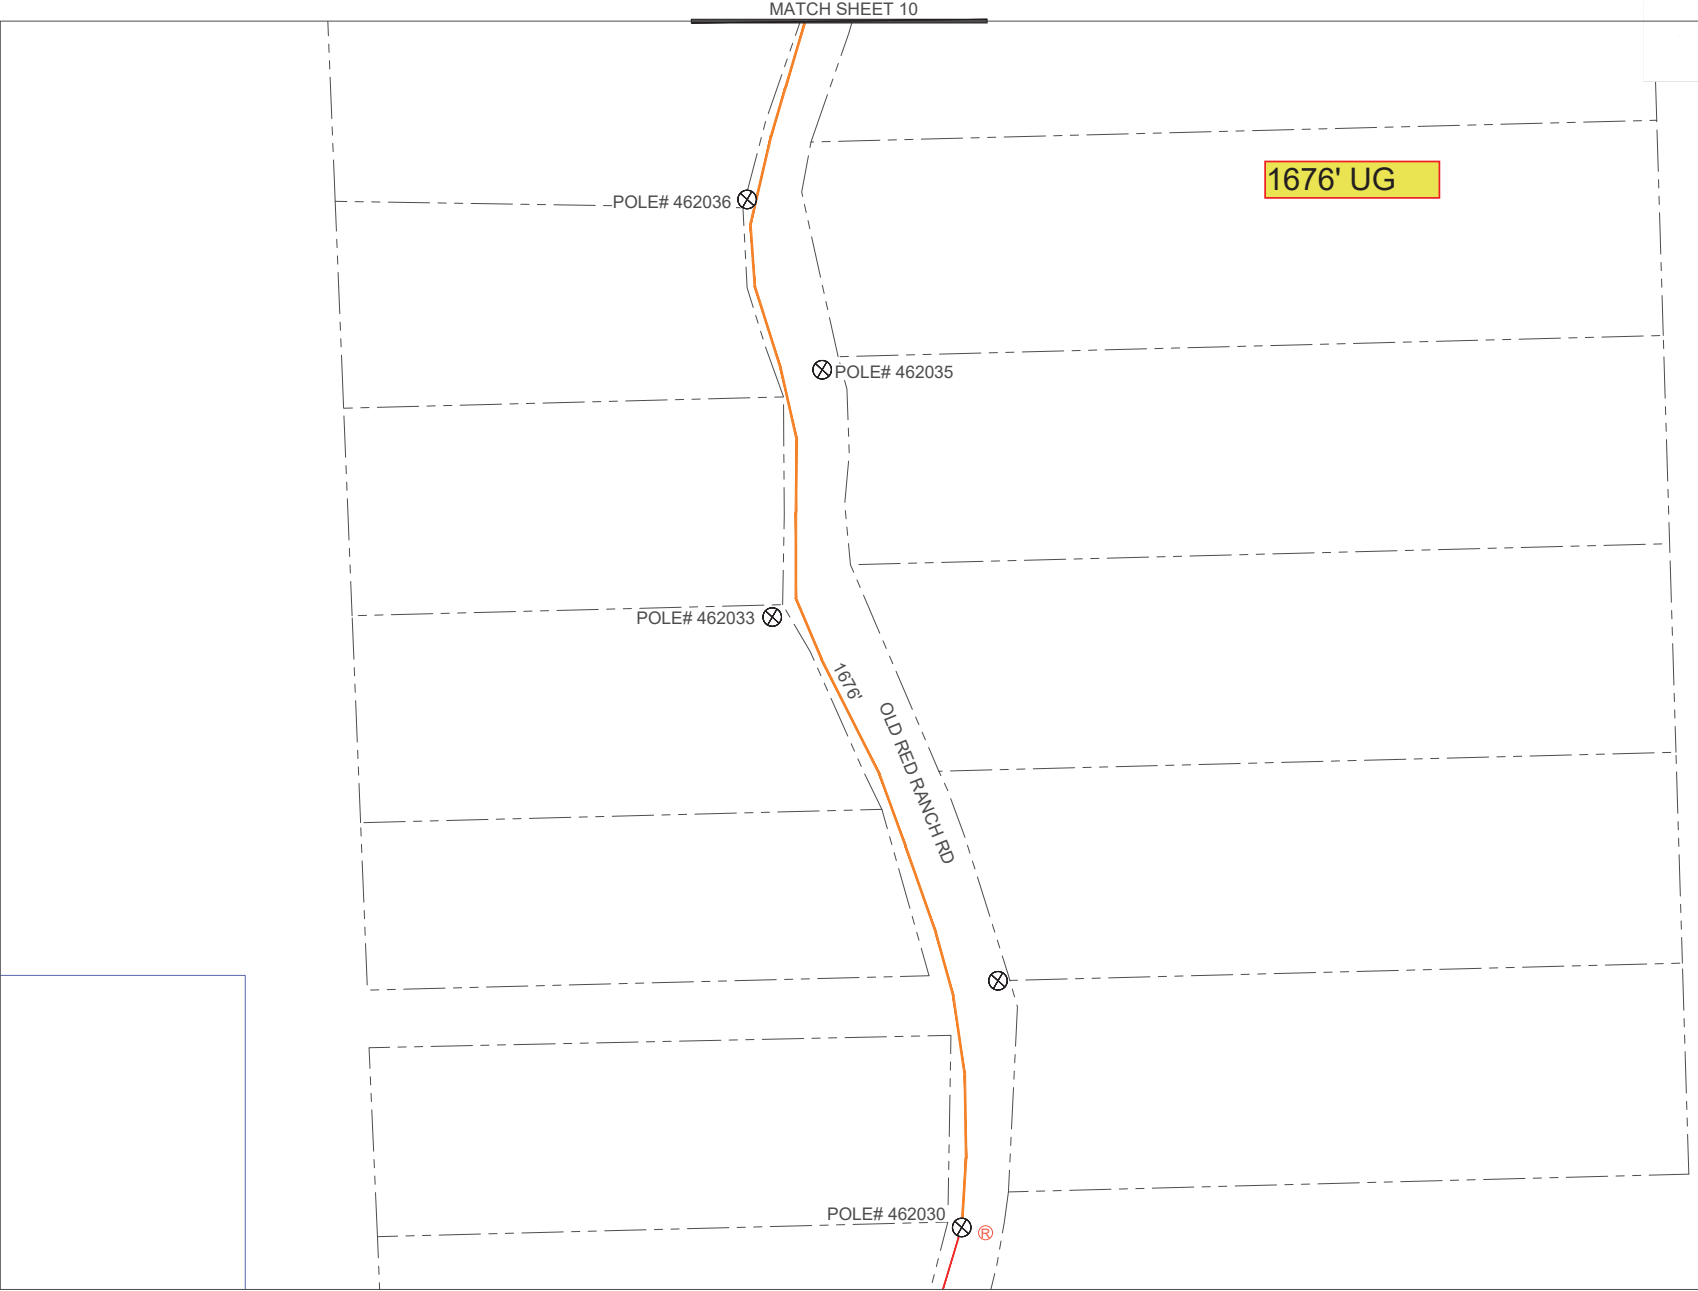 MATCH SHEET 10
1676' UG
POLE# 462036
POLE# 462035
POLE# 462033
1676'
OLD RED RANCH RD
POLE# 462030
®